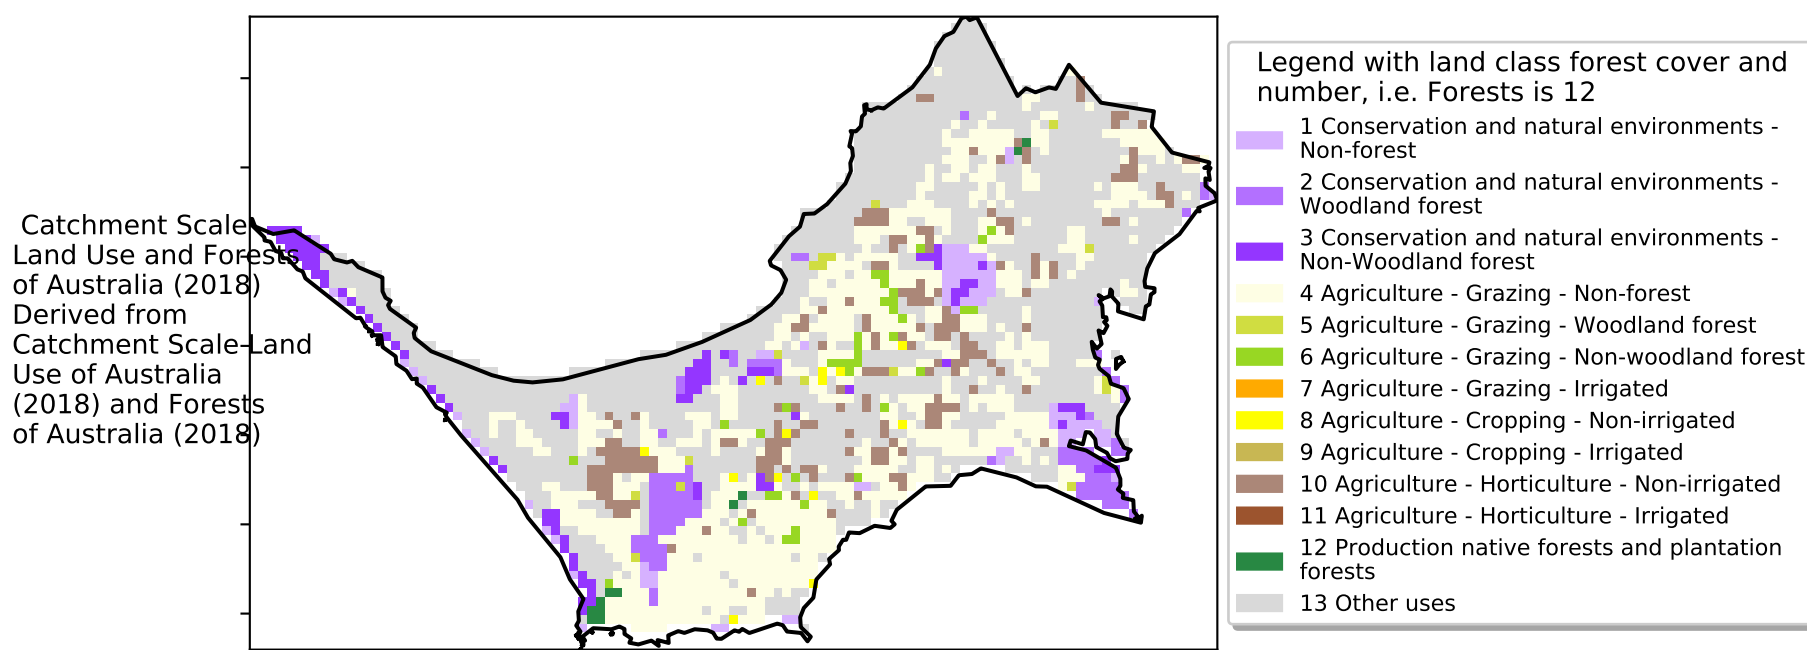 Catchment Scale
Land Use and Forests
of Australia (2018)
Derived from
Catchment Scale Land
Use of Australia
(2018) and Forests
of Australia (2018)
Legend with land class forest cover and
number, i.e. Forests is 12
1 Conservation and natural environments -
Non-forest
2 Conservation and natural environments -
Woodland forest
3 Conservation and natural environments -
Non-Woodland forest
4 Agriculture - Grazing - Non-forest
5 Agriculture - Grazing - Woodland forest
6 Agriculture - Grazing - Non-woodland forest
7 Agriculture - Grazing - Irrigated
8 Agriculture - Cropping - Non-irrigated
9 Agriculture - Cropping - Irrigated
10 Agriculture - Horticulture - Non-irrigated
11 Agriculture - Horticulture - Irrigated
12 Production native forests and plantation
forests
13 Other uses